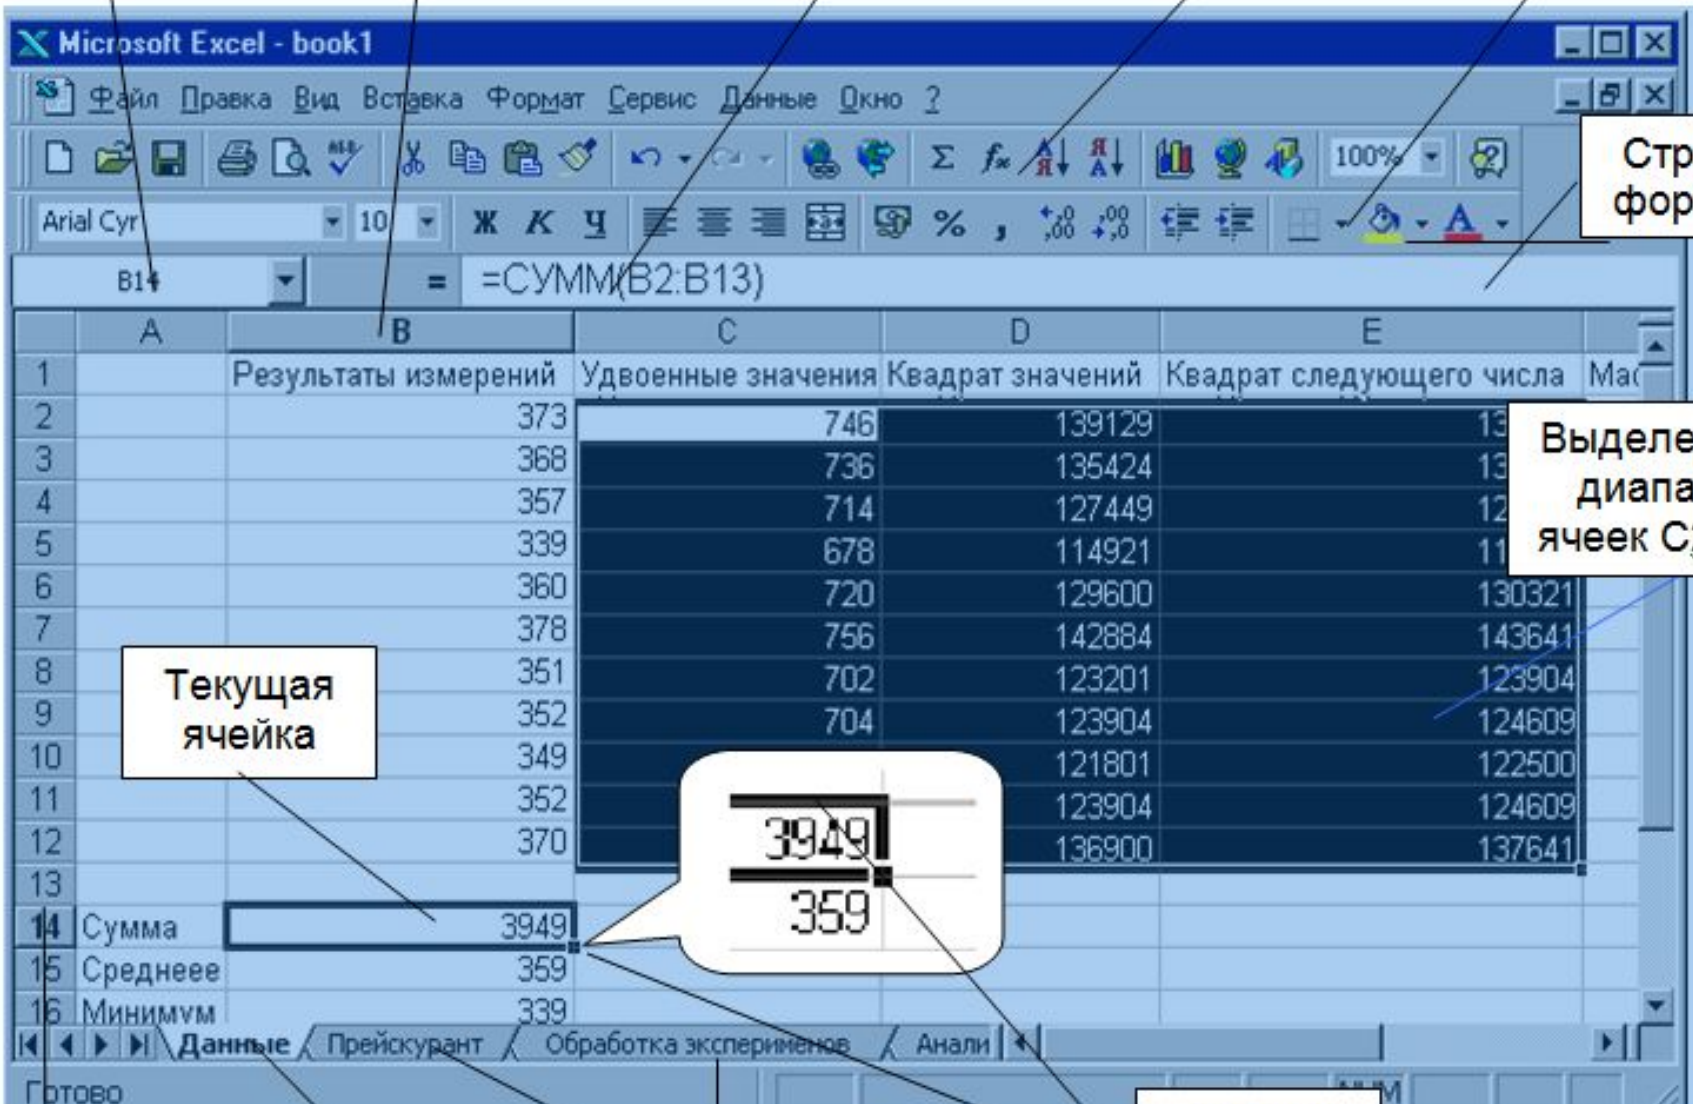 Microsoft Excel - book1
Файл Правка Вид Вставка Формат Сервис Данные Окно ?
100%
Arial Cyr 10 Ж К Ч % ,
B14 = =СУММ(B2:B13)
A B C D E
1 Результаты измерений Удвоенные значения Квадрат значений Квадрат следующего числа
2 373 746 139129
3 368 736 135424
4 357 714 127449
5 339 678 114921
6 360 720 129600 130321
7 378 756 142884 143641
8 351 702 123201 123904
9 352 704 123904 124609
10 349 121801 122500
11 352 123904 124609
12 370 136900 137641
13
14 Сумма 3949
15 Среднеее 359
16 Минимум 339
Данные Прейскурант Обработка эксперименов Анали
Готово NUM
Стр
фор
Выделе
диапа
ячеек C
Текущая
ячейка
3949
359